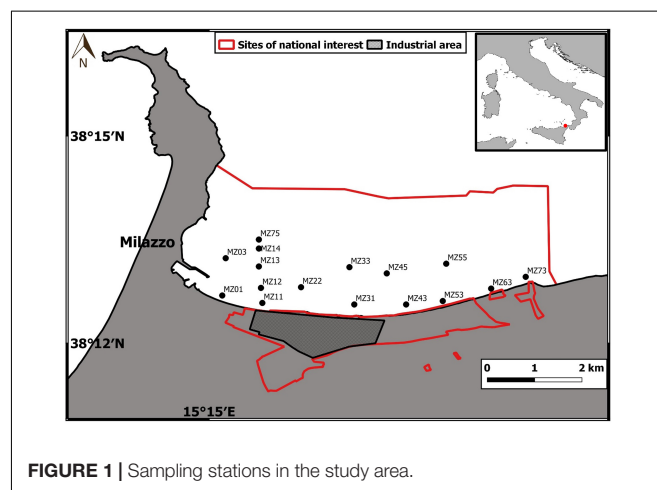 Sites of national interest Industrial area
N
38°15'N
MZ75
MZ14
Milazzo
MZ03
MZ13
MZ33
MZ55
MZ45
MZ73
MZ12
MZ22
MZ63
MZ01
MZ11
MZ31
MZ43
MZ53
38°12'N
2 km
0 1
15°15'E
FIGURE 1 | Sampling stations in the study area.